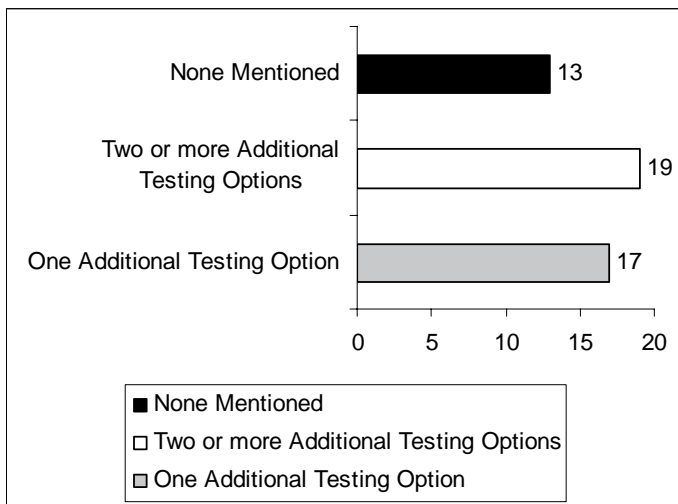 None Mentioned
13
Two or more Additional
Testing Options
19
One Additional Testing Option
17
0 5 10 15 20
None Mentioned
Two or more Additional Testing Options
One Additional Testing Option